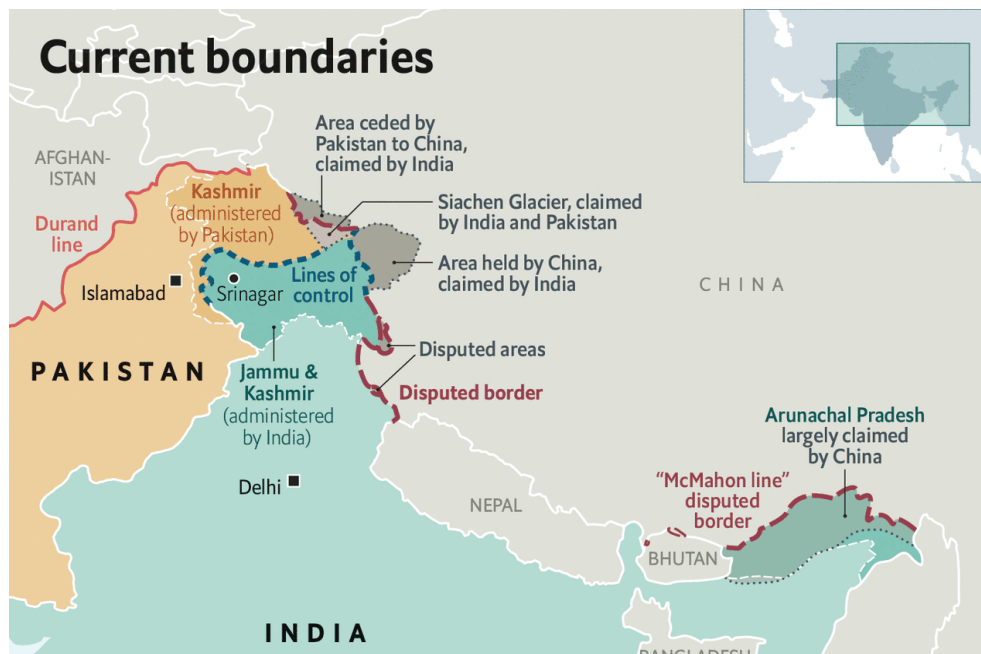 Current boundaries
Area ceded by
Pakistan to China,
claimed by India
AFGHAN-
ISTAN
Kashmir
(administered
by Pakistan)
Siachen Glacier, claimed
by India and Pakistan
Durand
line
Area held by China,
claimed by India
Lines of
control
CHINA
Islamabad
Srinagar
Disputed areas
PAKISTAN
Jammu &
Kashmir
(administered
by India)
Disputed border
Arunachal Pradesh
largely claimed
by China
Delhi
"McMahon line"
disputed
border
NEPAL
BHUTAN
INDIA
BANGLADESH